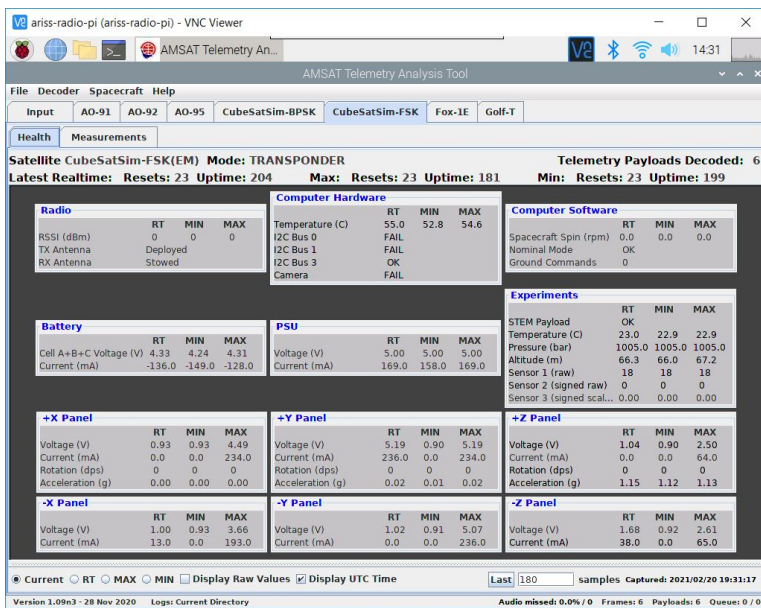 ariss-radio-pi (ariss-radio-pi) - VNC Viewer
AMSAT Telemetry An...
14:31
AMSAT Telemetry Analysis Tool
File Decoder Spacecraft Help
Input AO-91 AO-92 AO-95 CubeSatSim-BPSK CubeSatSim-FSK Fox-1E Golf-T
Health Measurements
Satellite CubeSatSim-FSK(EM) Mode: TRANSPONDER Telemetry Payloads Decoded: 6
Latest Realtime: Resets: 23 Uptime: 204 Max: Resets: 23 Uptime: 181 Min: Resets: 23 Uptime: 199
Radio
RT MIN MAX
RSSI (dBm) 0 0 0
TX Antenna Deployed
RX Antenna Stowed
Computer Hardware
RT MIN MAX
Temperature (C) 55.0 52.8 54.6
I2C Bus 0 FAIL
I2C Bus 1 FAIL
I2C Bus 3 OK
Camera FAIL
Computer Software
RT MIN MAX
Spacecraft Spin (rpm) 0.0 0.0 0.0
Nominal Mode OK
Ground Commands 0
Battery
RT MIN MAX
Cell A+B+C Voltage (V) 4.33 4.24 4.31
Current (mA) -136.0 -149.0 -128.0
PSU
RT MIN MAX
Voltage (V) 5.00 5.00 5.00
Current (mA) 169.0 158.0 169.0
Experiments
RT MIN MAX
STEM Payload OK
Temperature (C) 23.0 22.9 22.9
Pressure (bar) 1005.0 1005.0 1005.0
Altitude (m) 66.3 66.0 67.2
Sensor 1 (raw) 18 18 18
Sensor 2 (signed raw) 0 0 0
Sensor 3 (signed scal... 0.00 0.00 0.00
+X Panel
RT MIN MAX
Voltage (V) 0.93 0.93 4.49
Current (mA) 0.0 0.0 234.0
Rotation (dps) 0 0 0
Acceleration (g) 0.00 0.00 0.00
+Y Panel
RT MIN MAX
Voltage (V) 5.19 0.90 5.19
Current (mA) 236.0 0.0 234.0
Rotation (dps) 0 0 0
Acceleration (g) 0.02 0.01 0.02
+Z Panel
RT MIN MAX
Voltage (V) 1.04 0.90 2.50
Current (mA) 0.0 0.0 64.0
Rotation (dps) 0 0 0
Acceleration (g) 1.15 1.12 1.13
-X Panel
RT MIN MAX
Voltage (V) 1.00 0.93 3.66
Current (mA) 13.0 0.0 193.0
-Y Panel
RT MIN MAX
Voltage (V) 1.02 0.91 5.07
Current (mA) 0.0 0.0 236.0
-Z Panel
RT MIN MAX
Voltage (V) 1.68 0.92 2.61
Current (mA) 38.0 0.0 65.0
Current RT MAX MIN Display Raw Values Display UTC Time Last 180 samples Captured: 2021/02/20 19:31:17
Version 1.09n3 - 28 Nov 2020 Logs: Current Directory Audio missed: 0.0% / 0 Frames: 6 Payloads: 6 Queue: 0 / 0